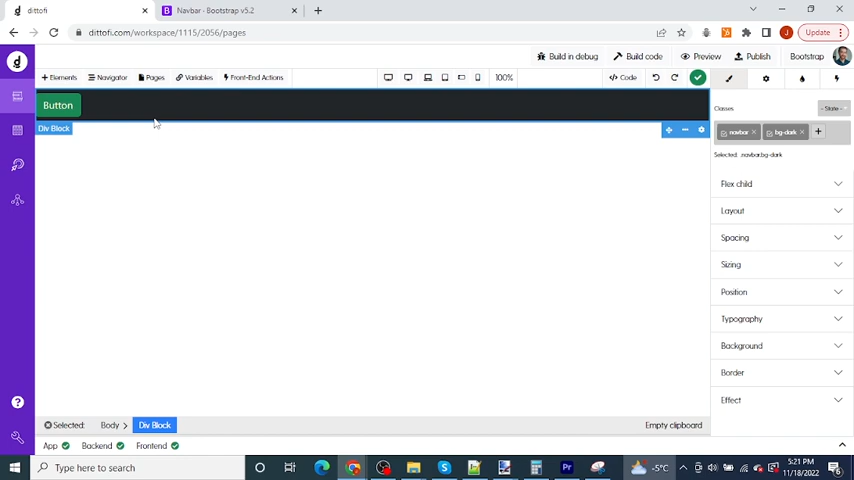 dittofi
Navbar - Bootstrap v5.2
dittofi.com/workspace/1115/2056/pages
Update
Build in debug
Build code
Preview
Publish
Bootstrap
Elements
Navigator
Pages
Variables
Front-End Actions
100%
</> Code
Button
Div Block
Classes
- State -
navbar
bg-dark
Selected: .navbar.bg-dark
Flex child
Layout
Spacing
Sizing
Position
Typography
Background
Border
Effect
Selected:
Body
Div Block
Empty clipboard
App
Backend
Frontend
Type here to search
-5°C
5:21 PM
11/18/2022